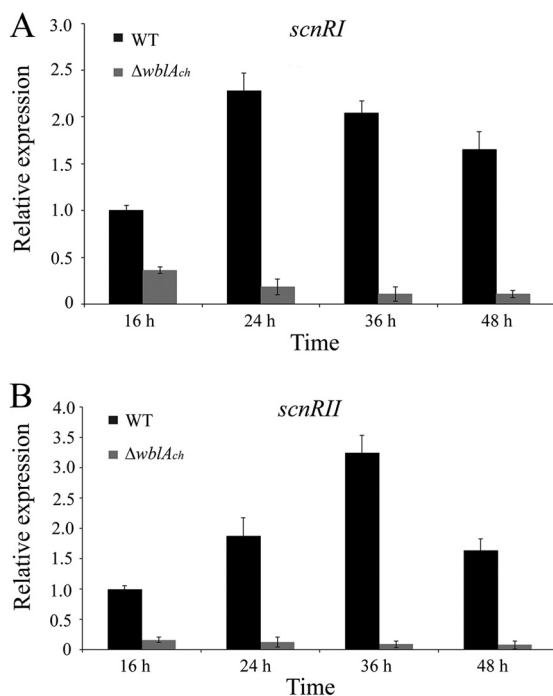 A
scnRI
3.0
WT
ΔwblAch
2.5
2.0
1.5
1.0
0.5
0
Relative expression
16 h 24 h 36 h 48 h
Time
B
scnRII
4.0
WT
ΔwblAch
3.5
3.0
2.5
2.0
1.5
1.0
0.5
0
Relative expression
16 h 24 h 36 h 48 h
Time